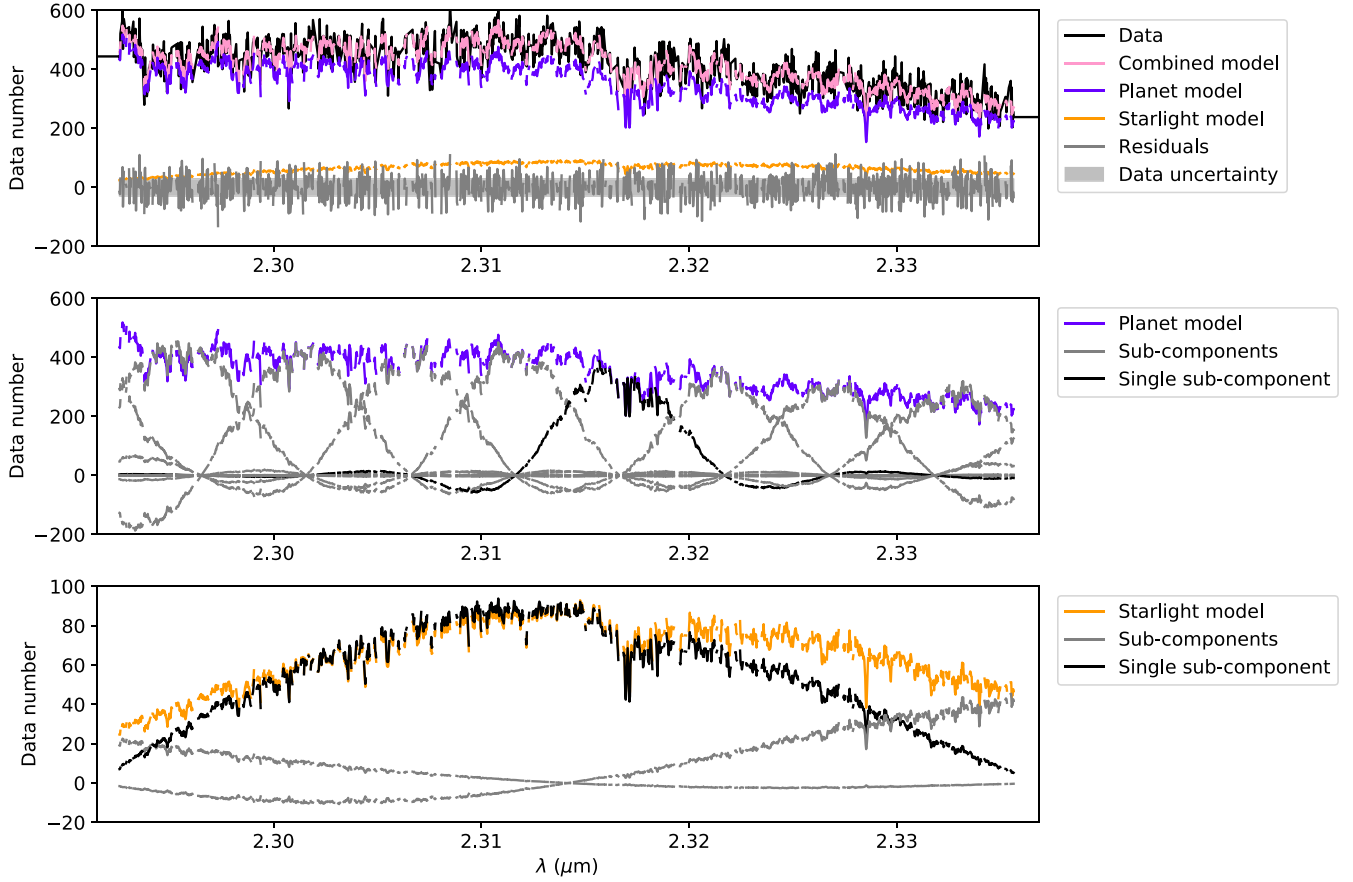 600
400
200
0
−200
Data number
2.30
2.31
2.32
2.33
Data
Combined model
Planet model
Starlight model
Residuals
Data uncertainty
600
400
200
0
−200
Data number
2.30
2.31
2.32
2.33
Planet model
Sub-components
Single sub-component
100
80
60
40
20
0
−20
Data number
2.30
2.31
2.32
2.33
λ (μm)
Starlight model
Sub-components
Single sub-component